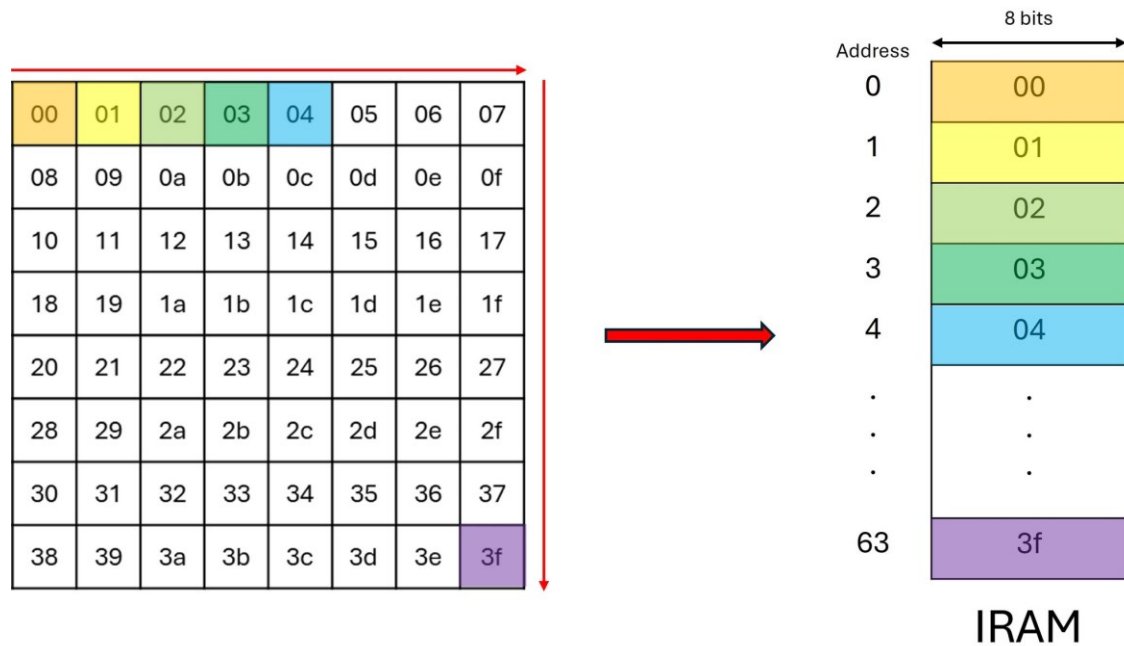 00 01 02 03 04 05 06 07
08 09 0a 0b 0c 0d 0e 0f
10 11 12 13 14 15 16 17
18 19 1a 1b 1c 1d 1e 1f
20 21 22 23 24 25 26 27
28 29 2a 2b 2c 2d 2e 2f
30 31 32 33 34 35 36 37
38 39 3a 3b 3c 3d 3e 3f
8 bits
Address
0 00
1 01
2 02
3 03
4 04
. .
. .
. .
63 3f
IRAM